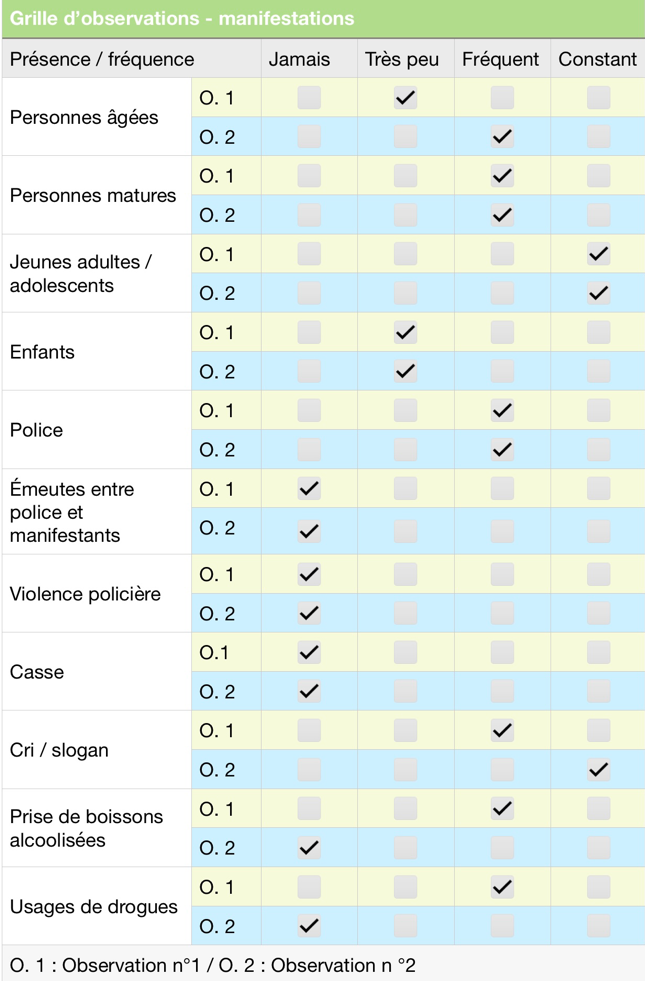 Grille d'observations - manifestations
Présence / fréquence Jamais Très peu Fréquent Constant
Personnes âgées
O. 1
O. 2
Personnes matures
O. 1
O. 2
Jeunes adultes /
adolescents
O. 1
O. 2
Enfants
O. 1
O. 2
Police
O. 1
O. 2
Émeutes entre
police et
manifestants
O. 1
O. 2
Violence policière
O. 1
O. 2
Casse
O.1
O. 2
Cri / slogan
O. 1
O. 2
Prise de boissons
alcoolisées
O. 1
O. 2
Usages de drogues
O. 1
O. 2
O. 1 : Observation n°1 / O. 2 : Observation n °2